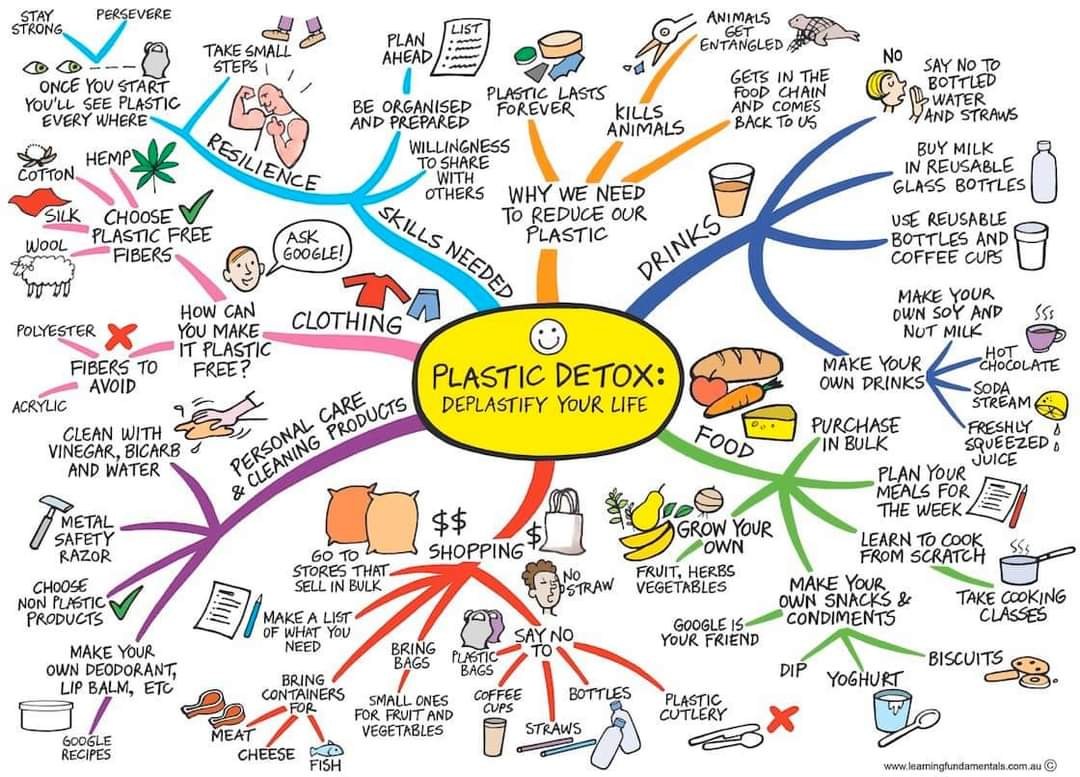 PLASTIC DETOX:
DEPLASTIFY YOUR LIFE
WHY WE NEED
TO REDUCE OUR
PLASTIC
PLASTIC LASTS
FOREVER
KILLS
ANIMALS
ANIMALS
GET
ENTANGLED
GETS IN THE
FOOD CHAIN
AND COMES
BACK TO US
DRINKS
NO
SAY NO TO
BOTTLED
WATER
AND STRAWS
BUY MILK
IN REUSABLE
GLASS BOTTLES
USE REUSABLE
BOTTLES AND
COFFEE CUPS
MAKE YOUR
OWN DRINKS
MAKE YOUR
OWN SOY AND
NUT MILK
HOT
CHOCOLATE
SODA
STREAM
FRESHLY
SQUEEZED
JUICE
FOOD
PURCHASE
IN BULK
PLAN YOUR
MEALS FOR
THE WEEK
LEARN TO COOK
FROM SCRATCH
TAKE COOKING
CLASSES
MAKE YOUR
OWN SNACKS &
CONDIMENTS
GOOGLE IS
YOUR FRIEND
DIP
YOGHURT
BISCUITS
GROW YOUR
OWN
FRUIT, HERBS
VEGETABLES
SHOPPING
$$
$
NO
STRAW
SAY NO
TO
PLASTIC
BAGS
COFFEE
CUPS
STRAWS
BOTTLES
PLASTIC
CUTLERY
BRING
BAGS
SMALL ONES
FOR FRUIT AND
VEGETABLES
BRING
CONTAINERS
FOR
MEAT
CHEESE
FISH
MAKE A LIST
OF WHAT YOU
NEED
GO TO
STORES THAT
SELL IN BULK
PERSONAL CARE
& CLEANING PRODUCTS
CLEAN WITH
VINEGAR, BICARB
AND WATER
METAL
SAFETY
RAZOR
CHOOSE
NON PLASTIC
PRODUCTS
MAKE YOUR
OWN DEODORANT,
LIP BALM, ETC
GOOGLE
RECIPES
CLOTHING
ASK
GOOGLE!
HOW CAN
YOU MAKE
IT PLASTIC
FREE?
FIBERS TO
AVOID
POLYESTER
ACRYLIC
CHOOSE
PLASTIC FREE
FIBERS
COTTON
HEMP
SILK
WOOL
SKILLS NEEDED
RESILIENCE
STAY
STRONG
PERSEVERE
ONCE YOU START
YOU'LL SEE PLASTIC
EVERY WHERE
TAKE SMALL
STEPS
BE ORGANISED
AND PREPARED
PLAN
AHEAD
LIST
WILLINGNESS
TO SHARE
WITH
OTHERS
www.learningfundamentals.com.au ©